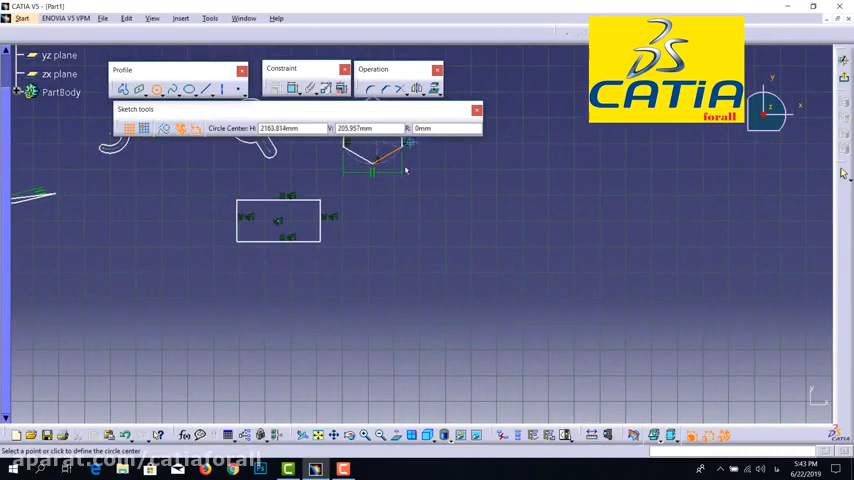 CATIA V5 - [Part1]
Start ENOVIA V5 VPM File Edit View Insert Tools Window Help
yz plane
zx plane
PartBody
Profile
Constraint
Operation
Sketch tools
Circle Center: H: 2163.814mm V: 205.957mm R: 0mm
CATIA
forall
y
x
z
H
V
H
V
f(x)
Select a point or click to define the circle center
aparat.com/catiaforall
5:43 PM
6/22/2019